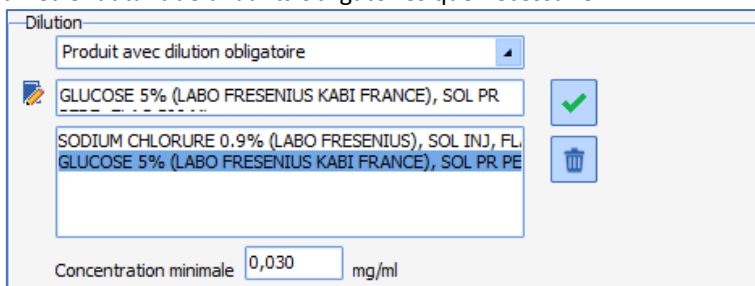 Dilution
Produit avec dilution obligatoire
GLUCOSE 5% (LABO FRESENIUS KABI FRANCE), SOL PR
SODIUM CHLORURE 0.9% (LABO FRESENIUS), SOL INJ, FL
GLUCOSE 5% (LABO FRESENIUS KABI FRANCE), SOL PR PE
Concentration minimale 0,030 mg/ml